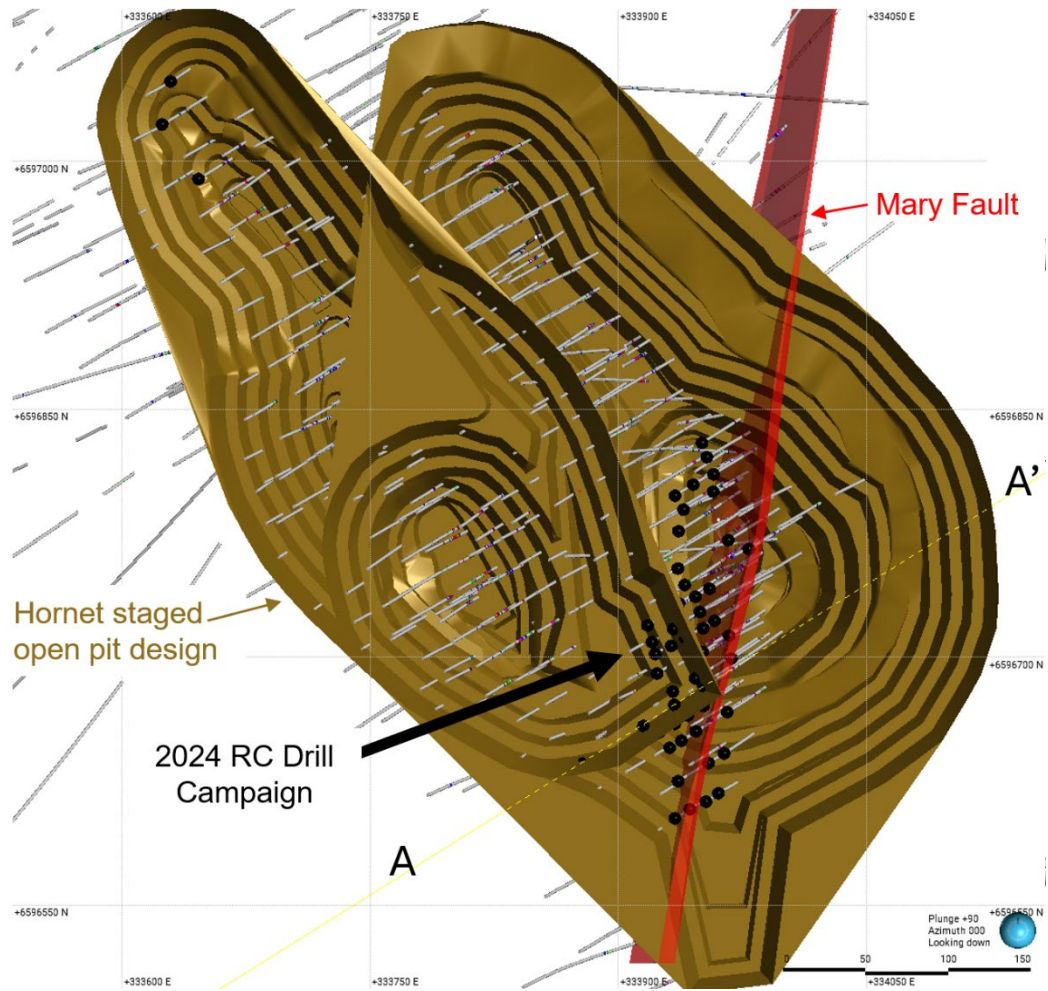 +333600 E
+333750 E
+333900 E
+334050 E
+6597000 N
Mary Fault
+6596850 N
+6596850 N
A'
Hornet staged
open pit design
+6596700 N
+6596700 N
2024 RC Drill
Campaign
A
+6596550 N
+6596550 N
Plunge +90
Azimuth 000
Looking down
0
50
100
150
+333600 E
+333750 E
+333900 E
+334050 E